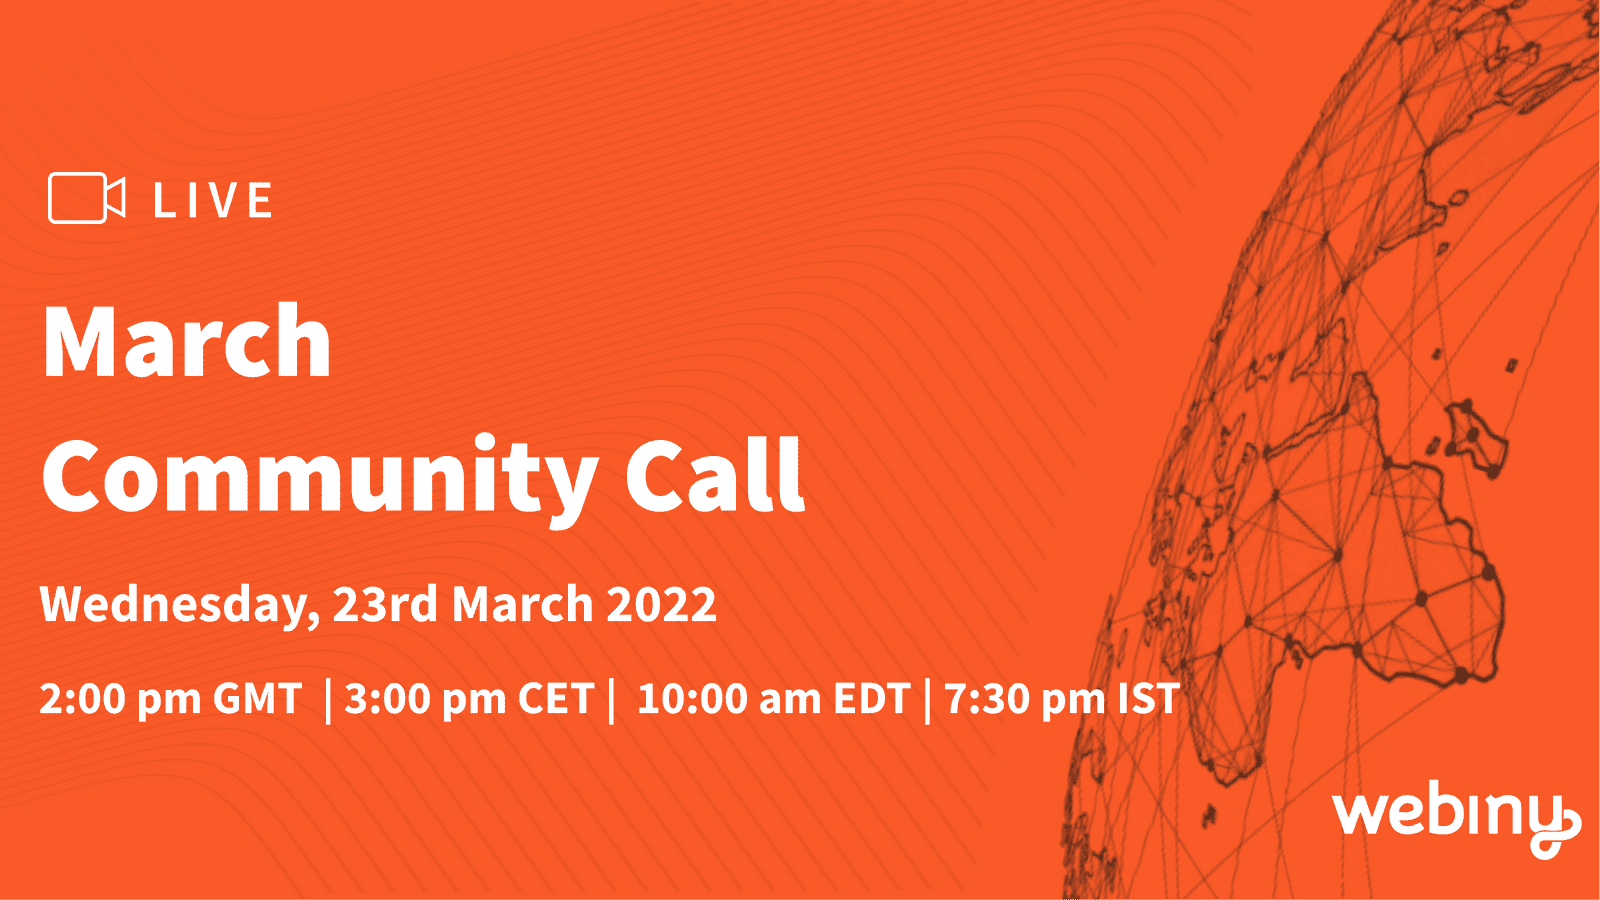 LIVE
March
Community Call
Wednesday, 23rd March 2022
2:00 pm GMT | 3:00 pm CET | 10:00 am EDT | 7:30 pm IST
webiny